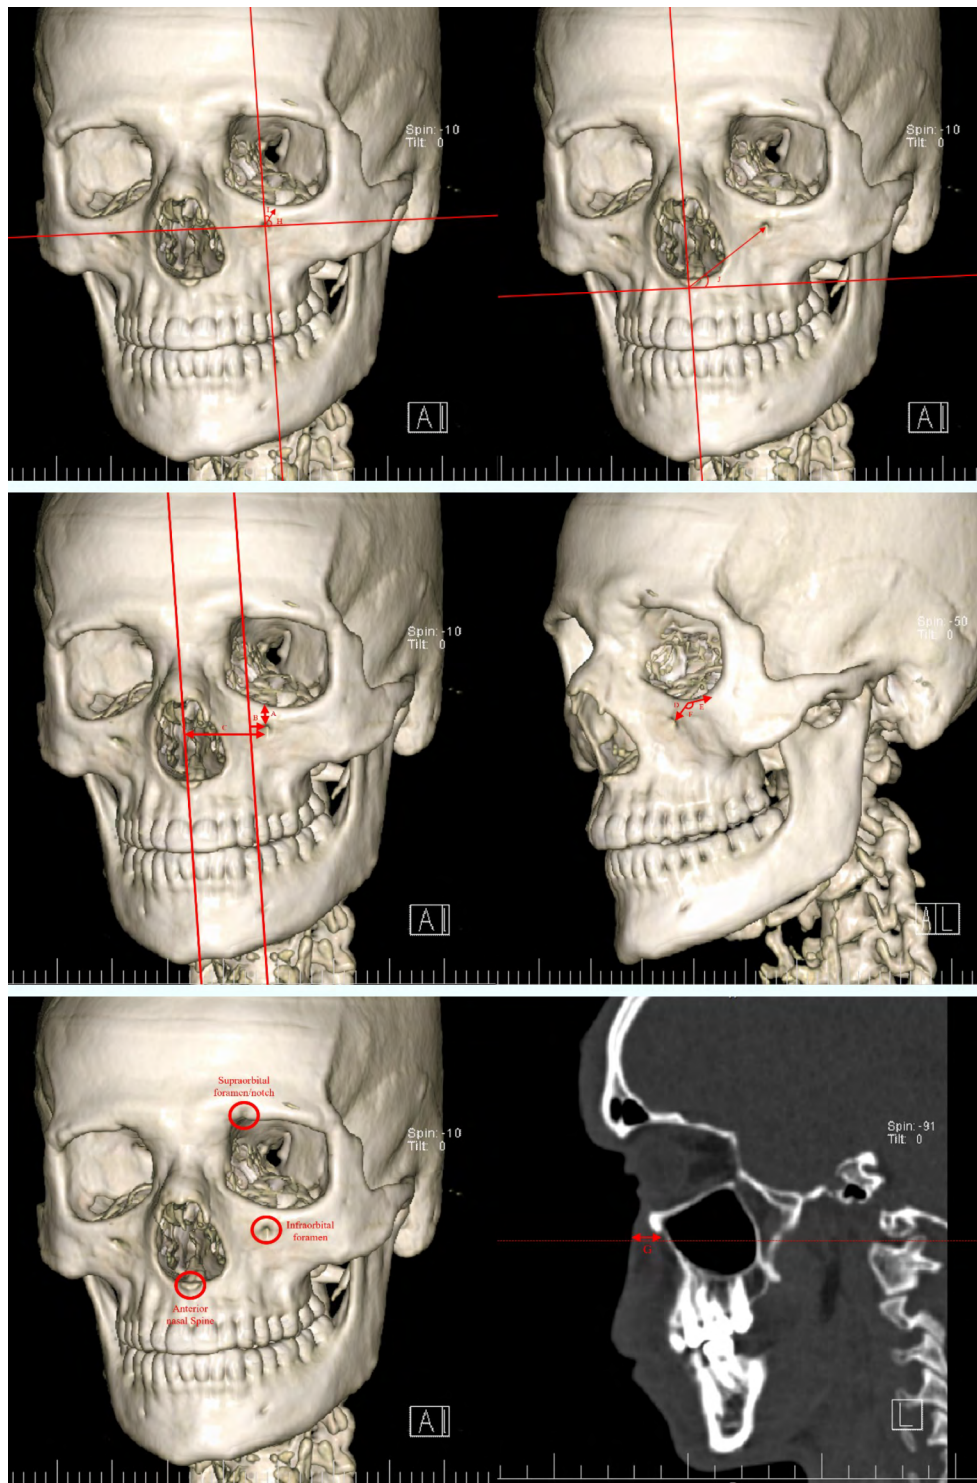 Spin: -10
Tilt: 0
I
H
A
Spin: -10
Tilt: 0
J
A
Spin: -10
Tilt: 0
C
B
A
A
Spin: -50
Tilt: 0
D
E
F
A L
Supraorbital
foramen/notch
Spin: -10
Tilt: 0
Infraorbital
foramen
Anterior
nasal Spine
A
Spin: -91
Tilt: 0
G
L